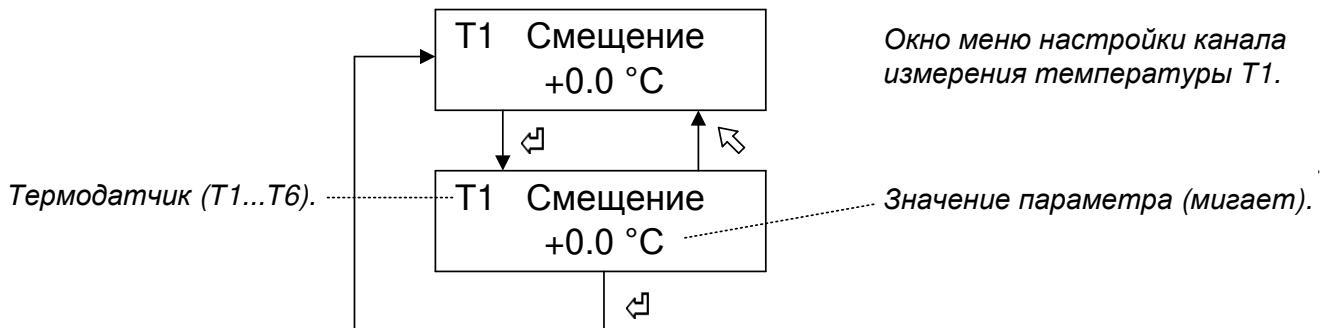 T1 Смещение
+0.0 °C
Окно меню настройки канала
измерения температуры T1.
Термодатчик (T1...T6).
T1 Смещение
+0.0 °C
Значение параметра (мигает).